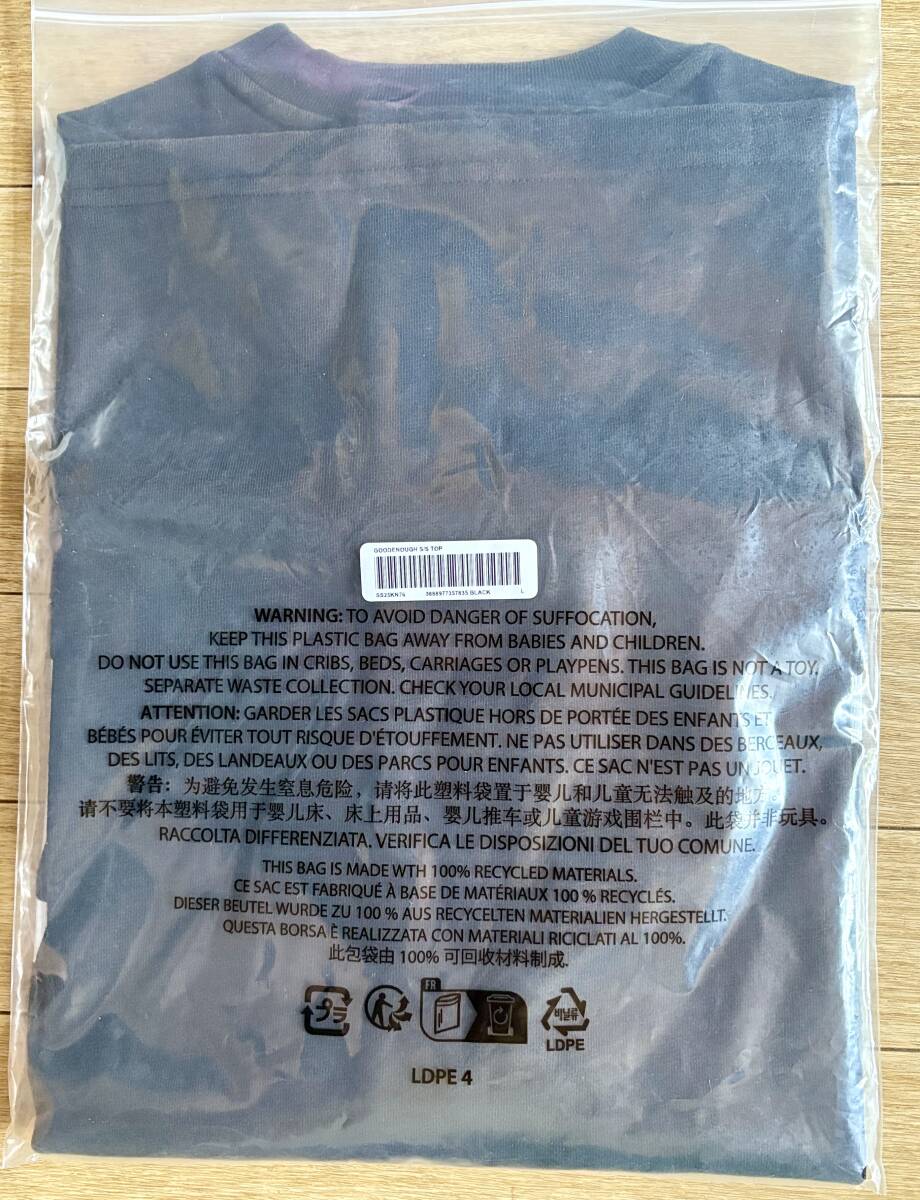 GOODENOUGH S/S TOP
SS25KN76 3688977357835 BLACK L
WARNING: TO AVOID DANGER OF SUFFOCATION,
KEEP THIS PLASTIC BAG AWAY FROM BABIES AND CHILDREN.
DO NOT USE THIS BAG IN CRIBS, BEDS, CARRIAGES OR PLAYPENS. THIS BAG IS NOT A TOY.
SEPARATE WASTE COLLECTION. CHECK YOUR LOCAL MUNICIPAL GUIDELINES.
ATTENTION: GARDER LES SACS PLASTIQUE HORS DE PORTÉE DES ENFANTS ET
BÉBÉS POUR ÉVITER TOUT RISQUE D'ÉTOUFFEMENT. NE PAS UTILISER DANS DES BERCEAUX,
DES LITS, DES LANDEAUX OU DES PARCS POUR ENFANTS. CE SAC N'EST PAS UN JOUET.
警告：为避免发生窒息危险，请将此塑料袋置于婴儿和儿童无法触及的地方。
请不要将本塑料袋用于婴儿床、床上用品、婴儿推车或儿童游戏围栏中。此袋并非玩具。
RACCOLTA DIFFERENZIATA. VERIFICA LE DISPOSIZIONI DEL TUO COMUNE.
THIS BAG IS MADE WTH 100% RECYCLED MATERIALS.
CE SAC EST FABRIQUÉ À BASE DE MATÉRIAUX 100 % RECYCLÉS.
DIESER BEUTEL WURDE ZU 100 % AUS RECYCELTEN MATERIALIEN HERGESTELLT.
QUESTA BORSA È REALIZZATA CON MATERIALI RICICLATI AL 100%.
此包袋由 100% 可回收材料制成.
FR
비닐류
LDPE
LDPE 4